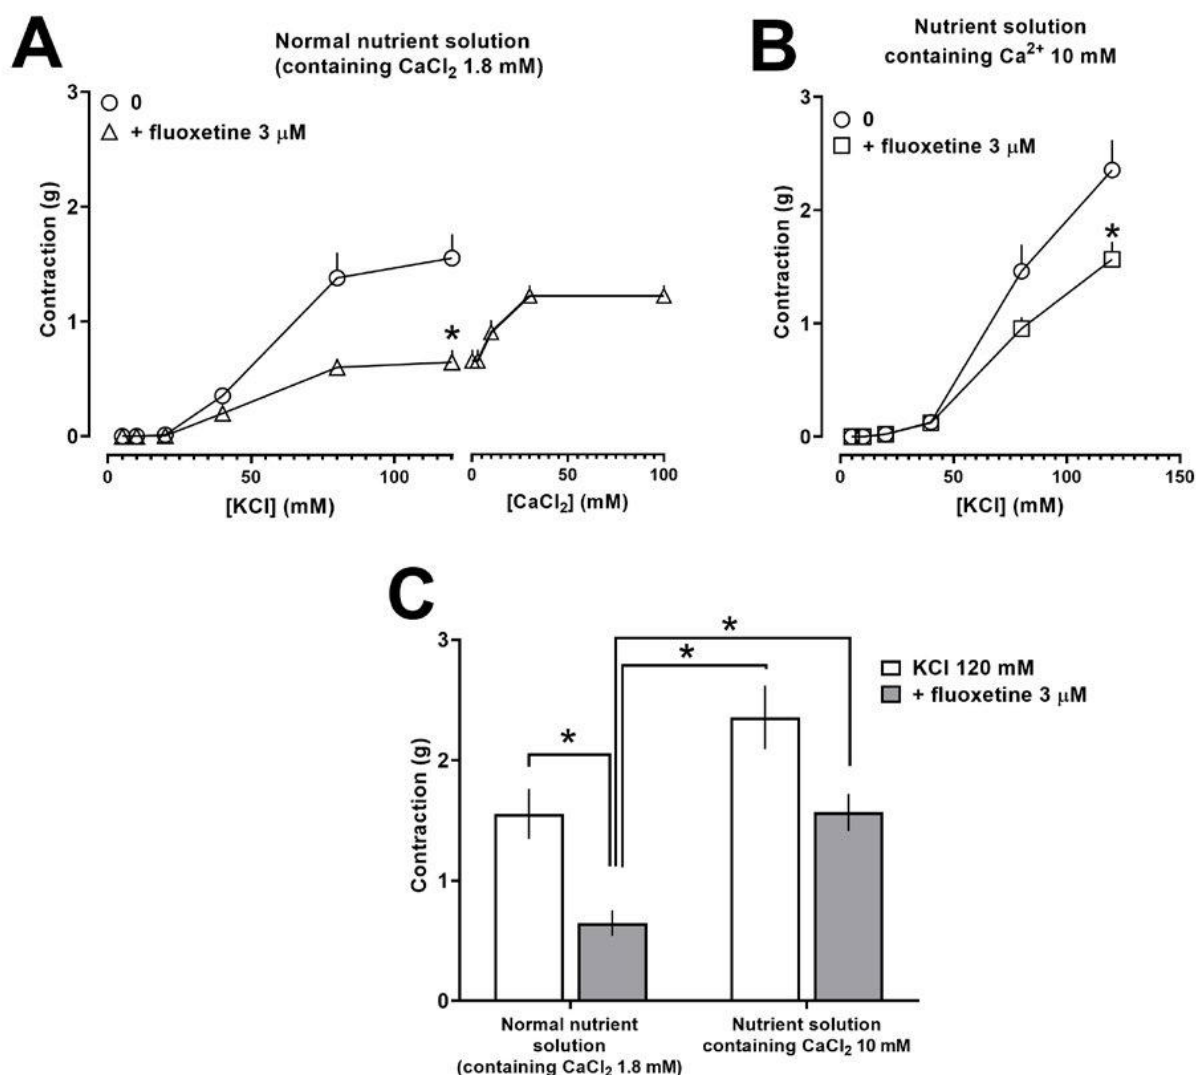 A
Normal nutrient solution
(containing CaCl₂ 1.8 mM)
3
0
+ fluoxetine 3 μM
2
1
0
*
Contraction (g)
0
50
100
[KCl] (mM)
0
50
100
[CaCl₂] (mM)
B
Nutrient solution
containing Ca²⁺ 10 mM
3
0
+ fluoxetine 3 μM
2
1
0
*
Contraction (g)
0
50
100
150
[KCl] (mM)
C
3
2
1
0
Contraction (g)
*
*
*
KCl 120 mM
+ fluoxetine 3 μM
Normal nutrient
solution
(containing CaCl₂ 1.8 mM)
Nutrient solution
containing CaCl₂ 10 mM